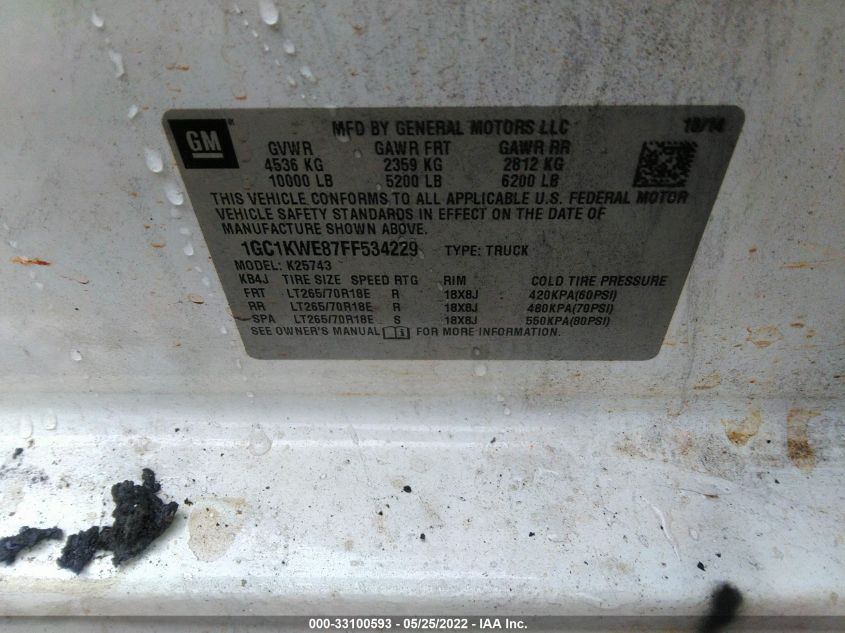 GM
MFD BY GENERAL MOTORS LLC 10/14
GVWR GAWR FRT GAWR RR
4536 KG 2359 KG 2812 KG
10000 LB 5200 LB 6200 LB
THIS VEHICLE CONFORMS TO ALL APPLICABLE U.S. FEDERAL MOTOR
VEHICLE SAFETY STANDARDS IN EFFECT ON THE DATE OF
MANUFACTURE SHOWN ABOVE.
1GC1KWE87FF534229 TYPE: TRUCK
MODEL: K25743
KB4J TIRE SIZE SPEED RTG RIM COLD TIRE PRESSURE
FRT LT265/70R18E R 18X8J 420KPA(60PSI)
RR LT265/70R18E R 18X8J 480KPA(70PSI)
SPA LT265/70R18E S 18X8J 550KPA(80PSI)
SEE OWNER'S MANUAL FOR MORE INFORMATION.
000-33100593 - 05/25/2022 - IAA Inc.